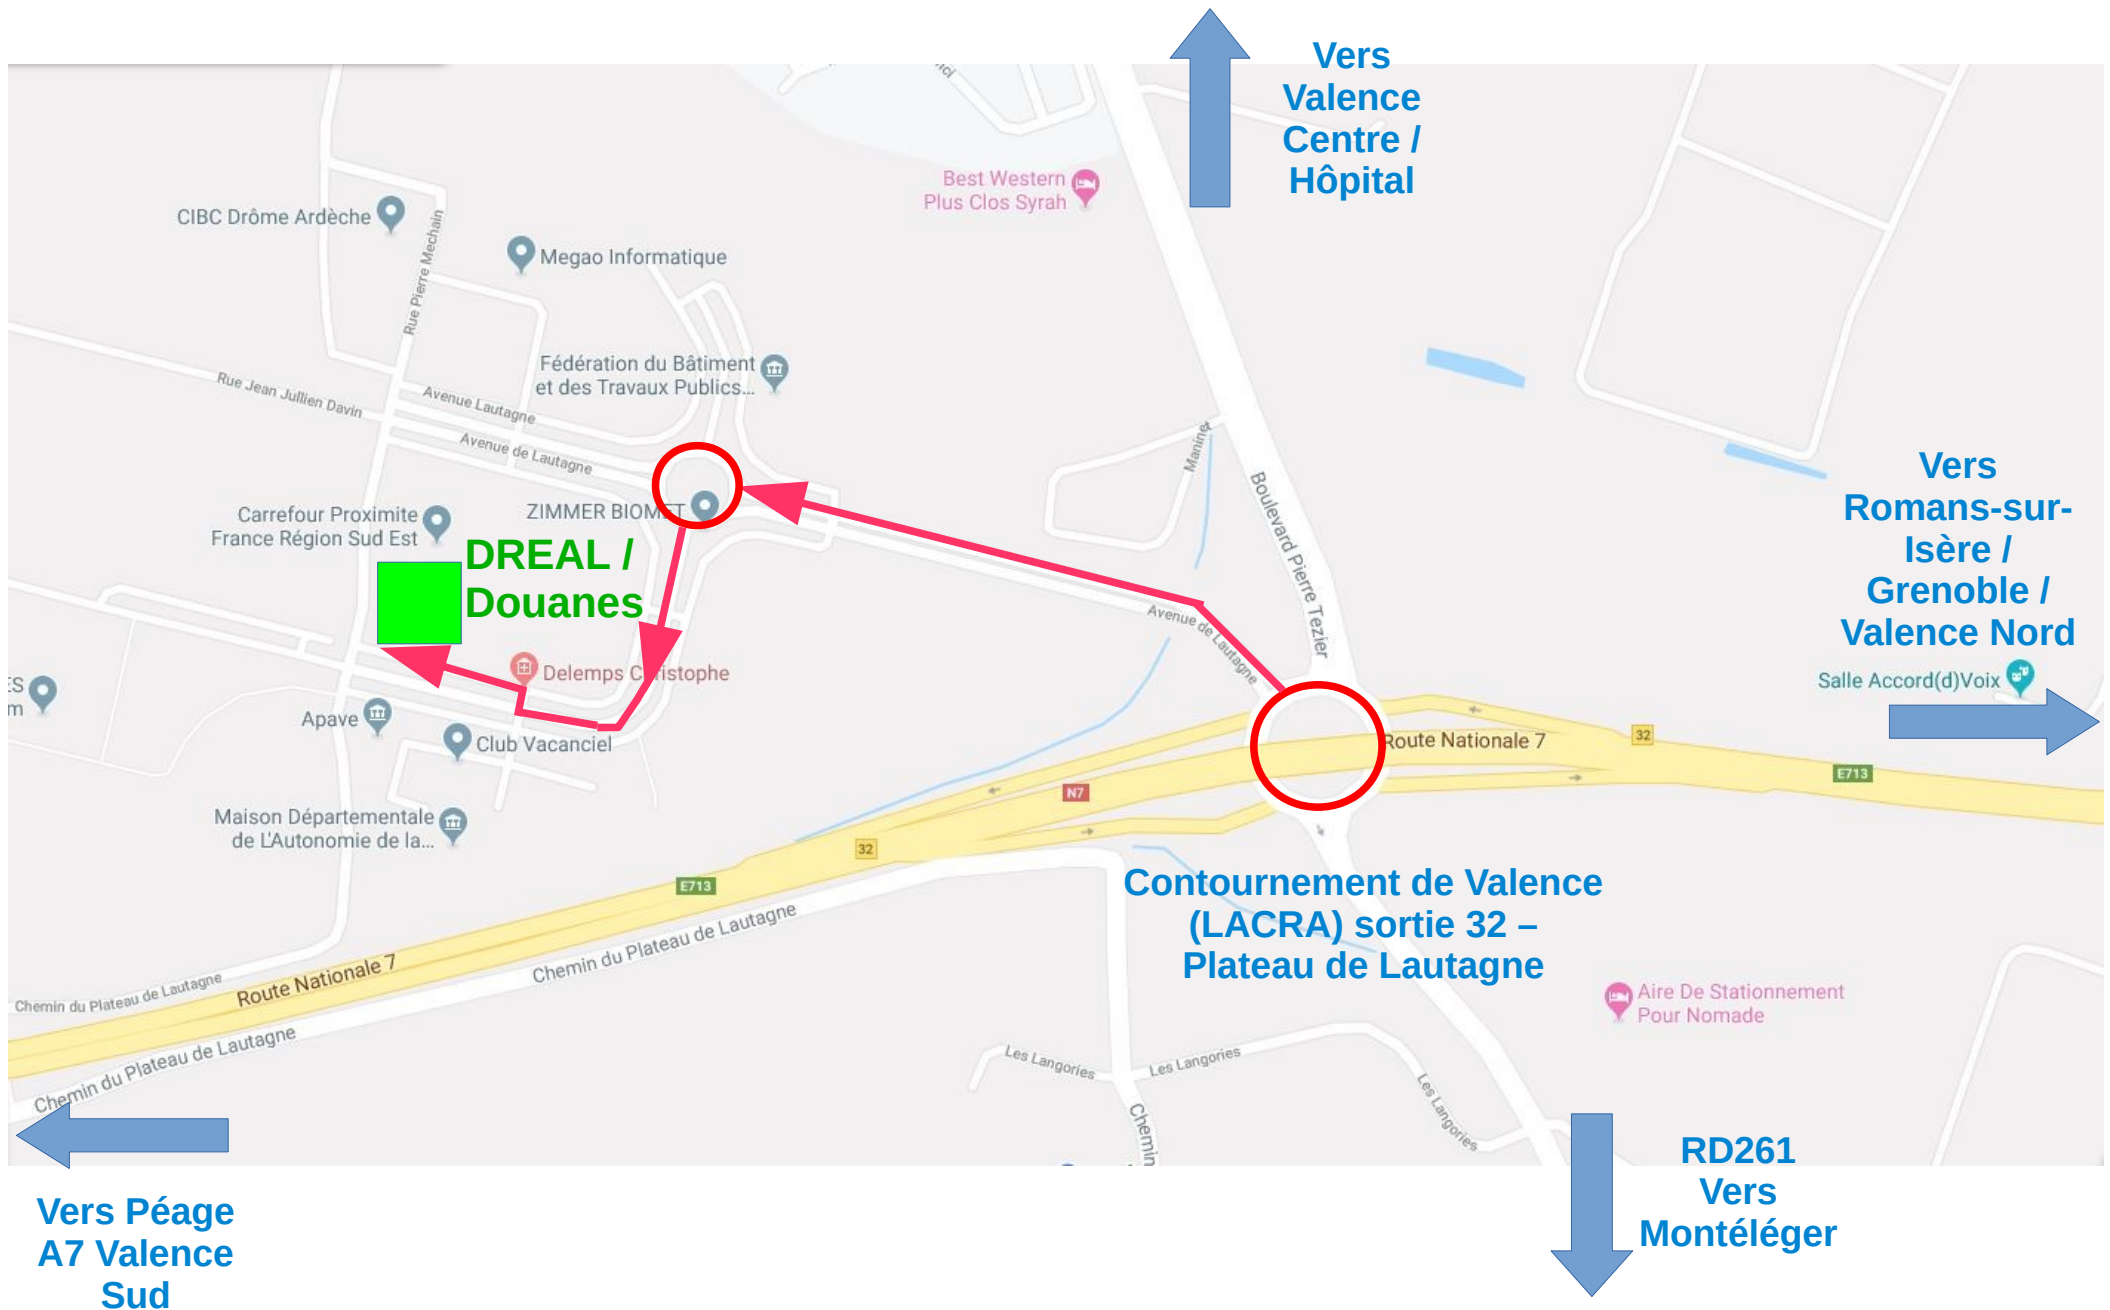 Vers
Valence
Centre /
Hôpital
Best Western
Plus Clos Syrah
CIBC Drôme Ardèche
Rue Pierre Mechain
Megao Informatique
Fédération du Bâtiment
et des Travaux Publics...
Rue Jean Jullien Davin
Avenue Lautagne
Avenue de Lautagne
Maninet
Boulevard Pierre Tezier
Vers
Romans-sur-
Isère /
Grenoble /
Valence Nord
Carrefour Proximite
France Région Sud Est
ZIMMER BIOMET
DREAL /
Douanes
Avenue de Lautagne
Delemps Christophe
Salle Accord(d)Voix
ES
m
Apave
Club Vacanciel
Route Nationale 7
32
E713
N7
Maison Départementale
de L'Autonomie de la...
32
E713
Contournement de Valence
(LACRA) sortie 32 –
Plateau de Lautagne
Chemin du Plateau de Lautagne
Route Nationale 7
Chemin du Plateau de Lautagne
Chemin du Plateau de Lautagne
Aire De Stationnement
Pour Nomade
Les Langories
Les Langories
Les Langories
Chemin
RD261
Vers
Montéléger
Vers Péage
A7 Valence
Sud